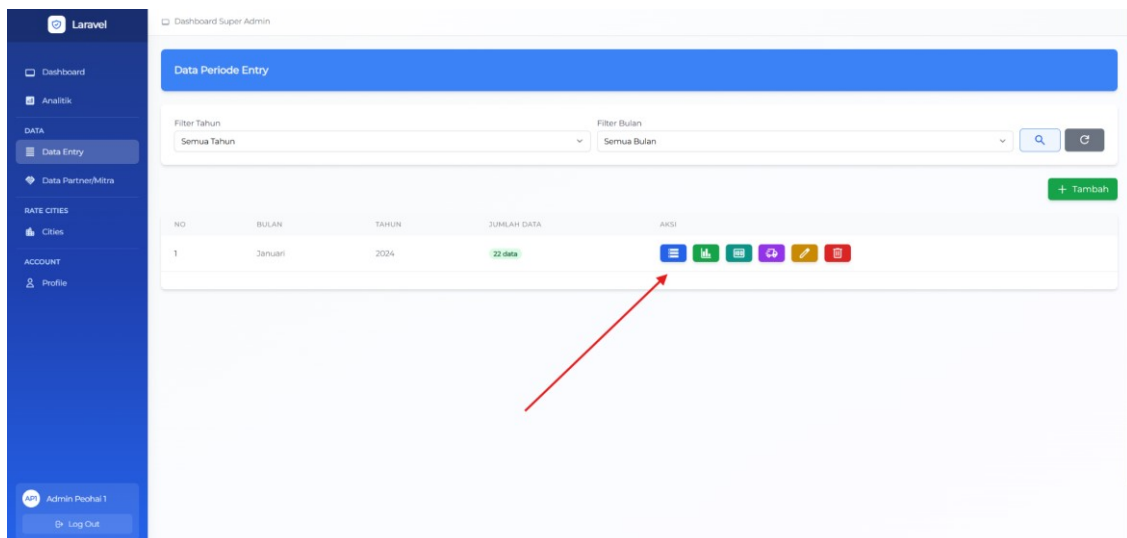 Laravel
Dashboard Super Admin
Dashboard
Analitik
DATA
Data Entry
Data Partner/Mitra
RATE CITIES
Cities
ACCOUNT
Profile
API
Admin Peohai 1
Log Out
Data Periode Entry
Filter Tahun
Semua Tahun
Filter Bulan
Semua Bulan
+ Tambah
NO BULAN TAHUN JUMLAH DATA AKSI
1 Januari 2024 22 data